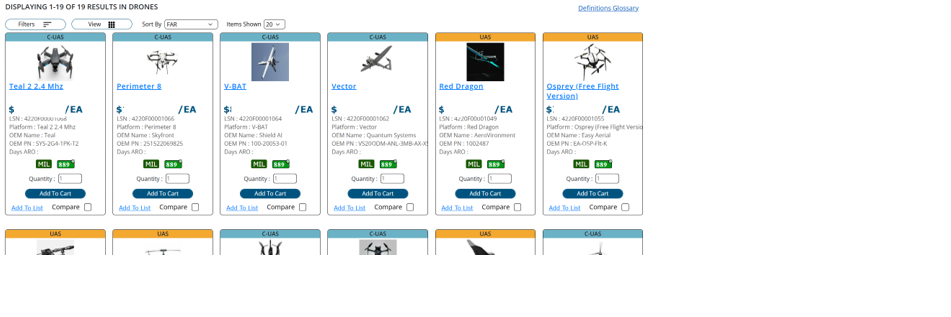 DISPLAYING 1-19 OF 19 RESULTS IN DRONES
Definitions Glossary
Filters
View
Sort By FAR
Items Shown 20
C-UAS
Teal 2 2.4 Mhz
$ /EA
Platform : Teal 2 2.4 Mhz
OEM Name : Teal
OEM PN : SYS-2G4-1PK-T2
Days ARO :
MIL 889
Quantity : 1
Add To Cart
Add To List Compare
C-UAS
Perimeter 8
$ /EA
LSN : 4220F00001066
Platform : Perimeter 8
OEM Name : Skyfront
OEM PN : 251522069825
Days ARO :
MIL 889
Quantity : 1
Add To Cart
Add To List Compare
C-UAS
V-BAT
$ /EA
LSN : 4220F00001064
Platform : V-BAT
OEM Name : Shield AI
OEM PN : 100-20053-01
Days ARO :
MIL 889
Quantity : 1
Add To Cart
Add To List Compare
C-UAS
Vector
$ /EA
LSN : 4220F00001062
Platform : Vector
OEM Name : Quantum Systems
OEM PN : VS20ODM-ANL-3MB-AX-XS
Days ARO :
MIL 889
Quantity : 1
Add To Cart
Add To List Compare
UAS
Red Dragon
$ /EA
LSN : 4220F00001049
Platform : Red Dragon
OEM Name : AeroVironment
OEM PN : 1002487
Days ARO :
MIL 889
Quantity : 1
Add To Cart
Add To List Compare
UAS
Osprey (Free Flight
Version)
$ /EA
LSN : 4220F00001055
Platform : Osprey (Free Flight Versio
OEM Name : Easy Aerial
OEM PN : EA-OSP-Flt-K
Days ARO :
MIL 889
Quantity : 1
Add To Cart
Add To List Compare
UAS
UAS
C-UAS
C-UAS
UAS
C-UAS